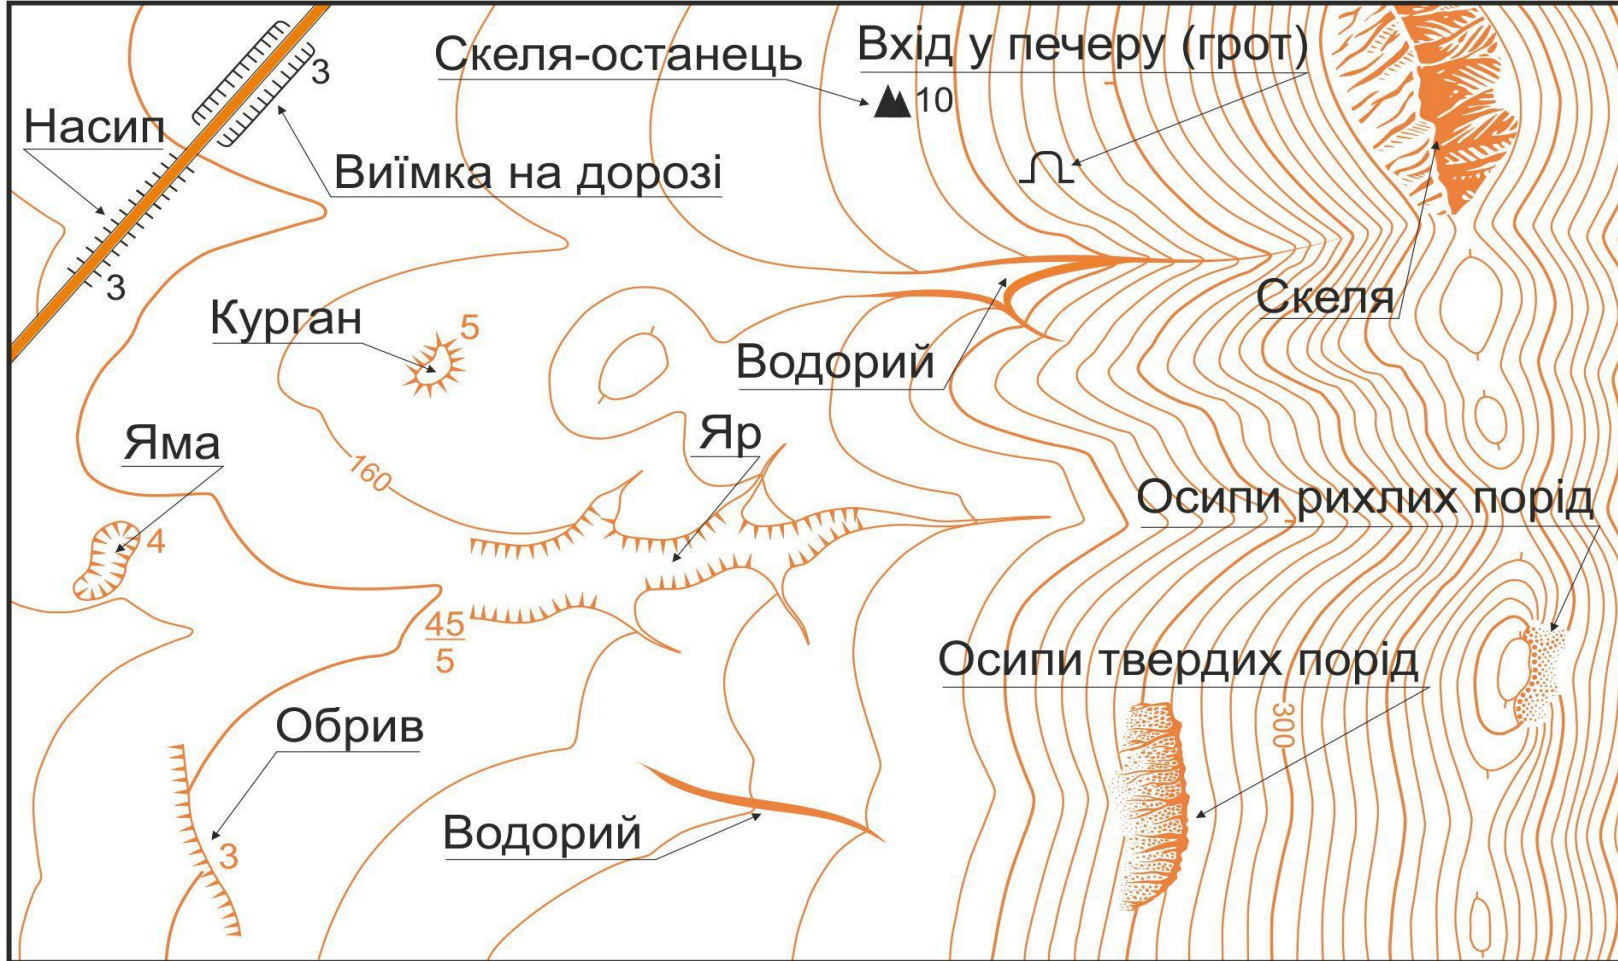 Скеля-останець
Вхід у печеру (грот)
3
10
Насип
Виїмка на дорозі
3
Скеля
Курган
5
Водорий
Яр
Яма
160
Осипи рихлих порід
4
45
5
Осипи твердих порід
300
Обрив
Водорий
3